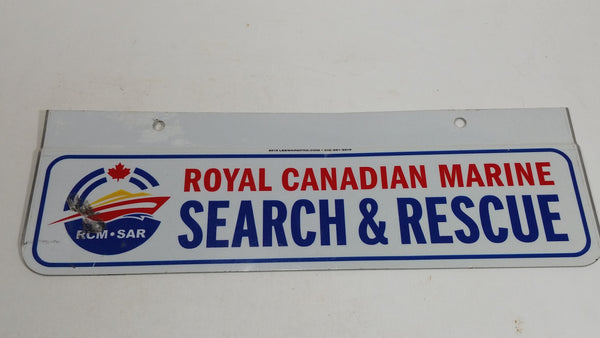 ROYAL CANADIAN MARINE
SEARCH & RESCUE
RCM • SAR